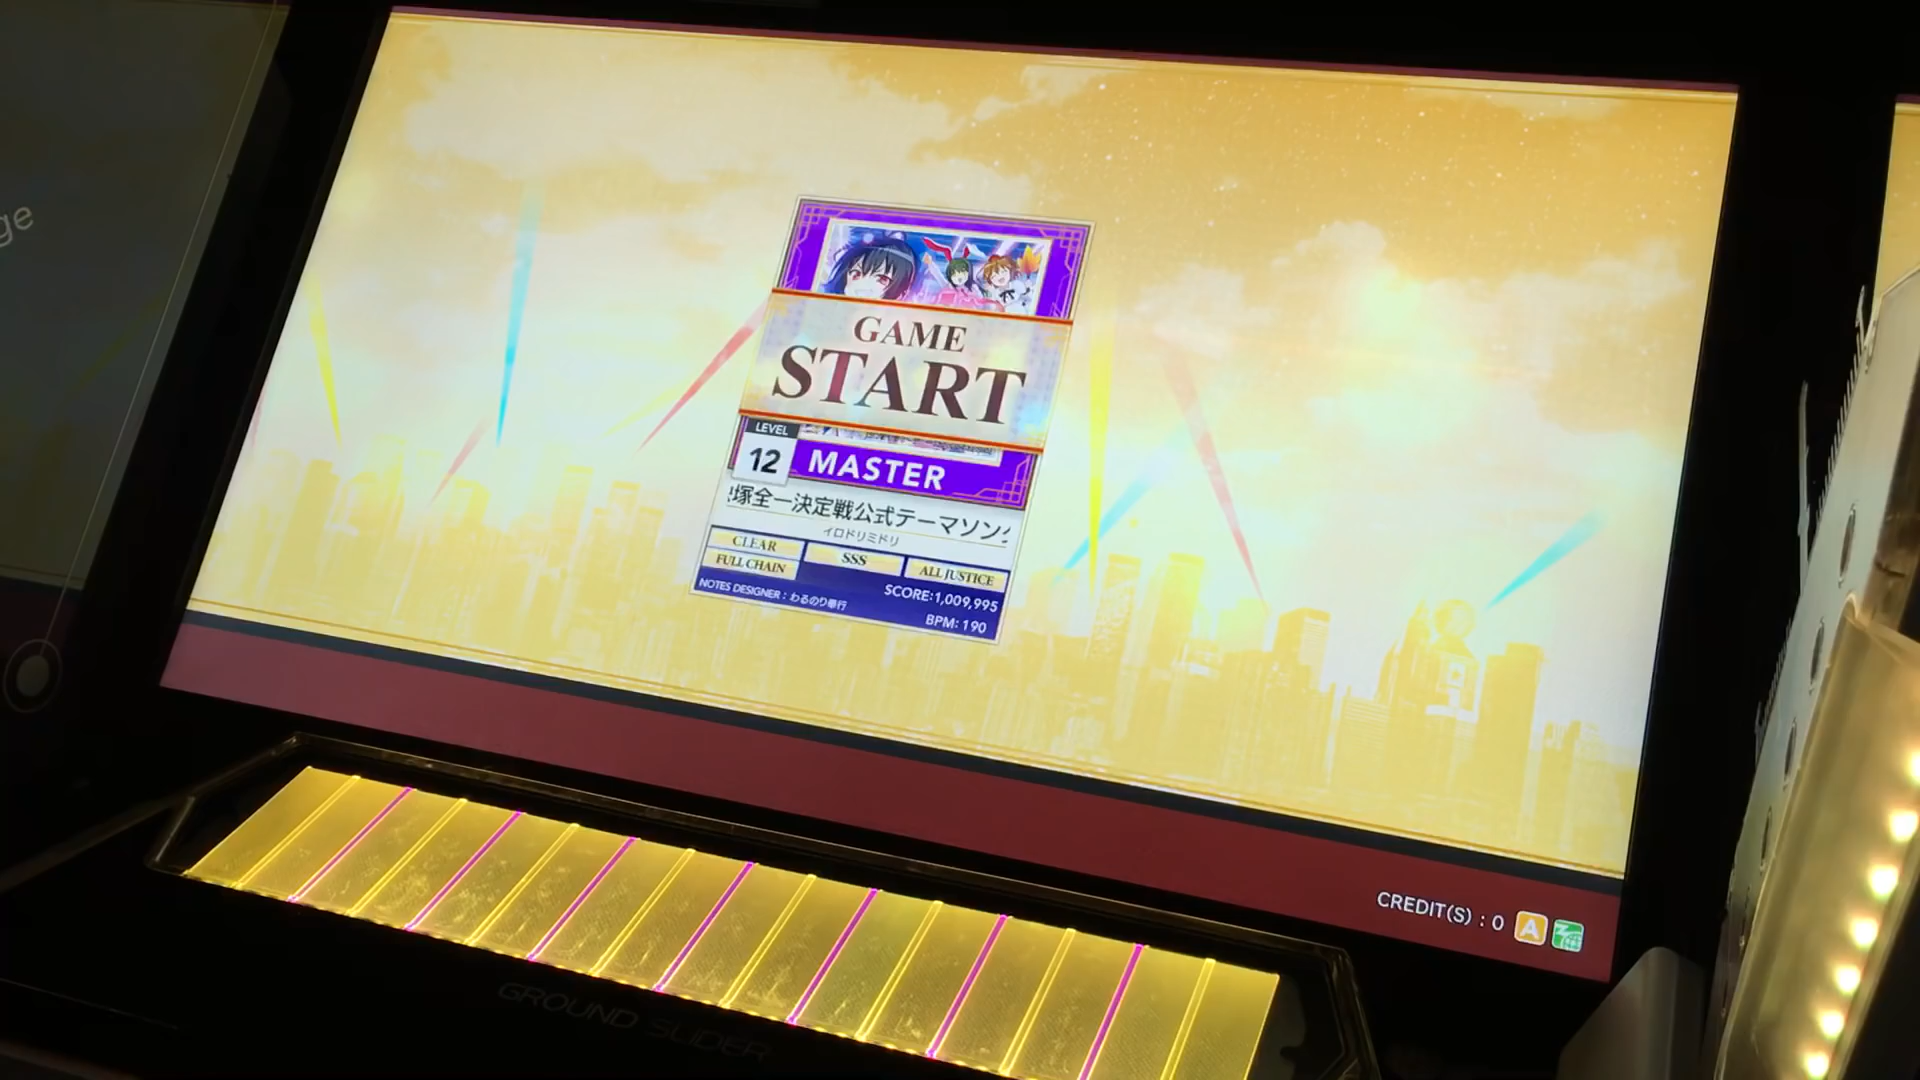 ge
GAME
START
LEVEL
12
MASTER
塚全一決定戦公式テーマソング
イロドリミドリ
CLEAR
SSS
FULL CHAIN
ALL JUSTICE
NOTES DESIGNER : わるのり奉行
SCORE:1,009,995
BPM: 190
CREDIT(S) : 0
A
GROUND SLIDER